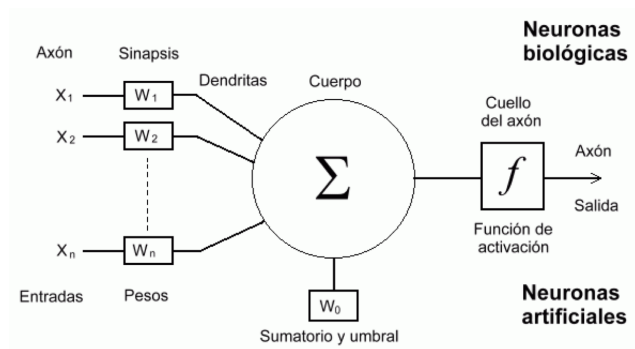 Neuronas
biológicas
Axón
Sinapsis
Dendritas
Cuerpo
Cuello
del axón
X1
W1
X2
W2
Σ
f
Axón
Salida
Xn
Wn
Función de
activación
Entradas
Pesos
W0
Sumatorio y umbral
Neuronas
artificiales